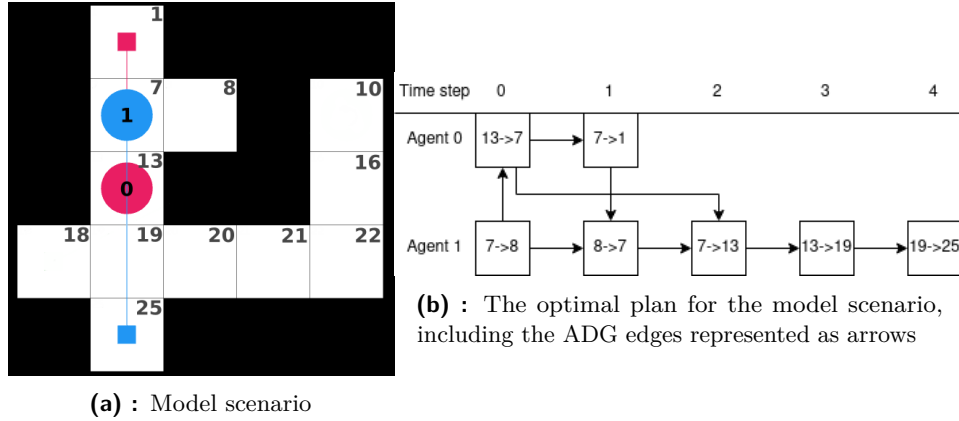 1
7
8
10
1
13
16
0
18
19
20
21
22
25
(a) : Model scenario
Time step 0 1 2 3 4
Agent 0 13->7 7->1
Agent 1 7->8 8->7 7->13 13->19 19->25
(b) : The optimal plan for the model scenario,
including the ADG edges represented as arrows